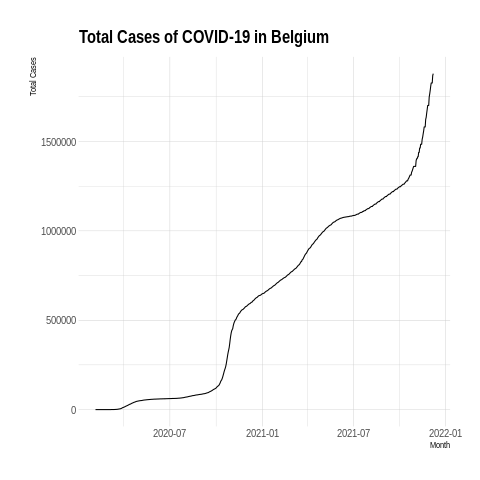 Total Cases of COVID-19 in Belgium
Total Cases
1500000
1000000
500000
0
2020-07 2021-01 2021-07 2022-01
Month